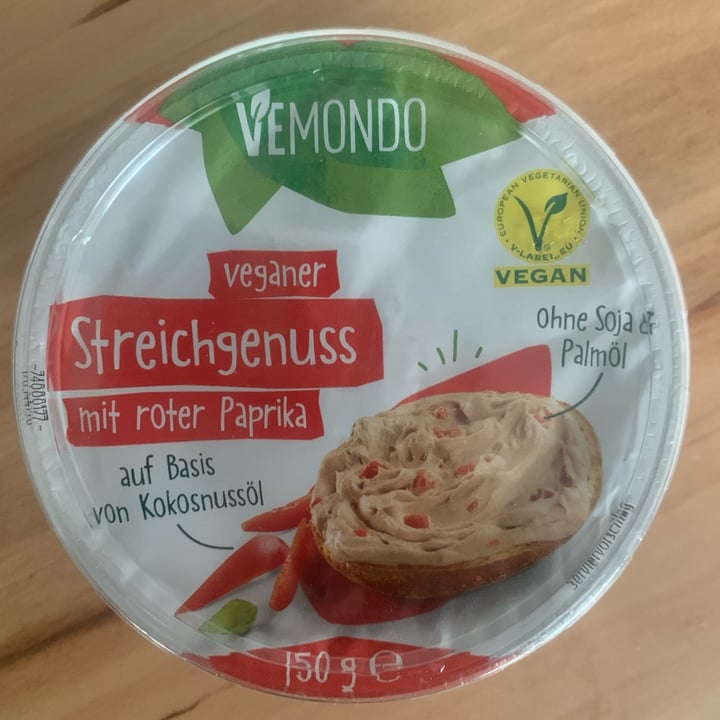 VEMONDO
EUROPEAN VEGETARIAN UNION
V-LABEL.EU
VEGAN
veganer
Streichgenuss
mit roter Paprika
ohne Soja &
Palmöl
auf Basis
von Kokosnussöl
Serviervorschlag
150 g ℮